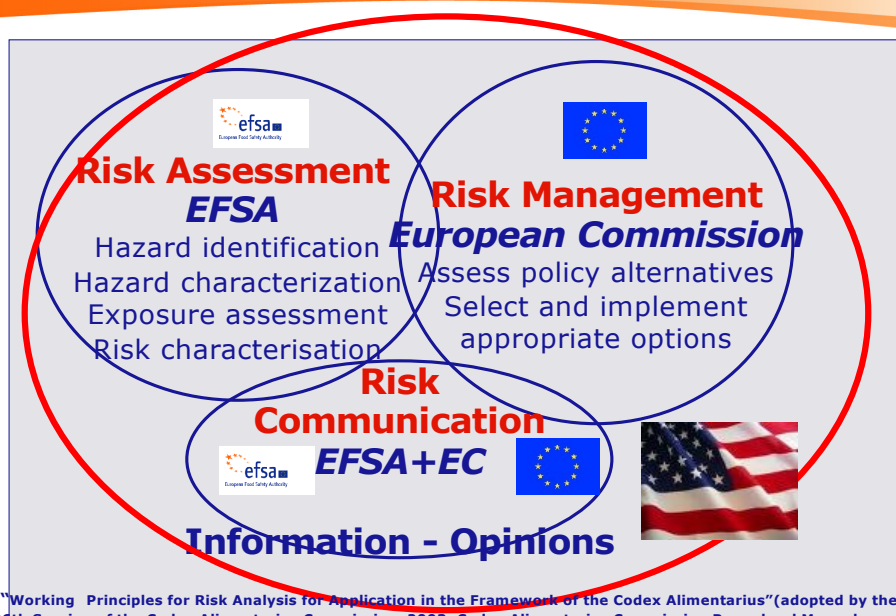 efsa
European Food Safety Authority
Risk Assessment
EFSA
Hazard identification
Hazard characterization
Exposure assessment
Risk characterisation
Risk Management
European Commission
Assess policy alternatives
Select and implement
appropriate options
Risk
Communication
EFSA+EC
efsa
European Food Safety Authority
Information - Opinions
“Working Principles for Risk Analysis for Application in the Framework of the Codex Alimentarius”(adopted by the